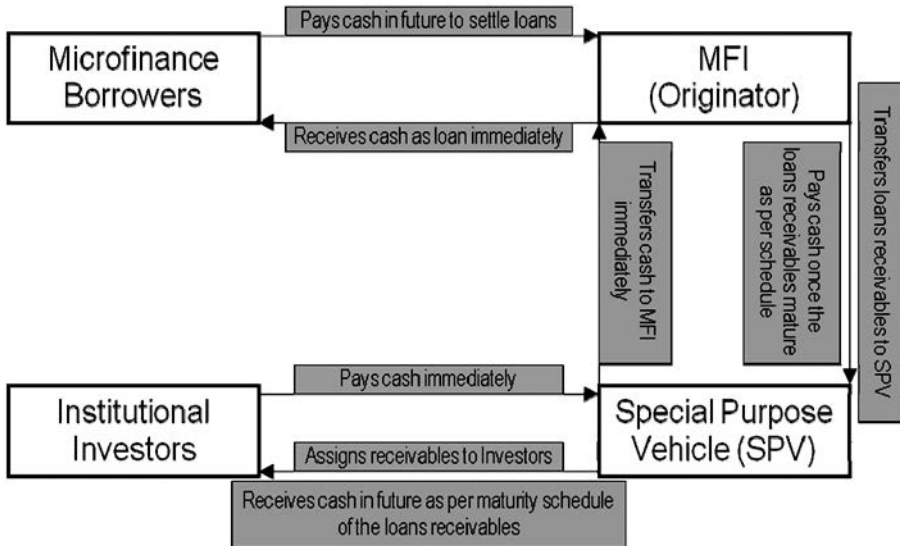 Pays cash in future to settle loans
Microfinance
Borrowers
MFI
(Originator)
Receives cash as loan immediately
Transfers cash to MFI
immediately
Pays cash once the
loans receivables mature
as per schedule
Transfers loans receivables to SPV
Pays cash immediately
Institutional
Investors
Special Purpose
Vehicle (SPV)
Assigns receivables to Investors
Receives cash in future as per maturity schedule
of the loans receivables